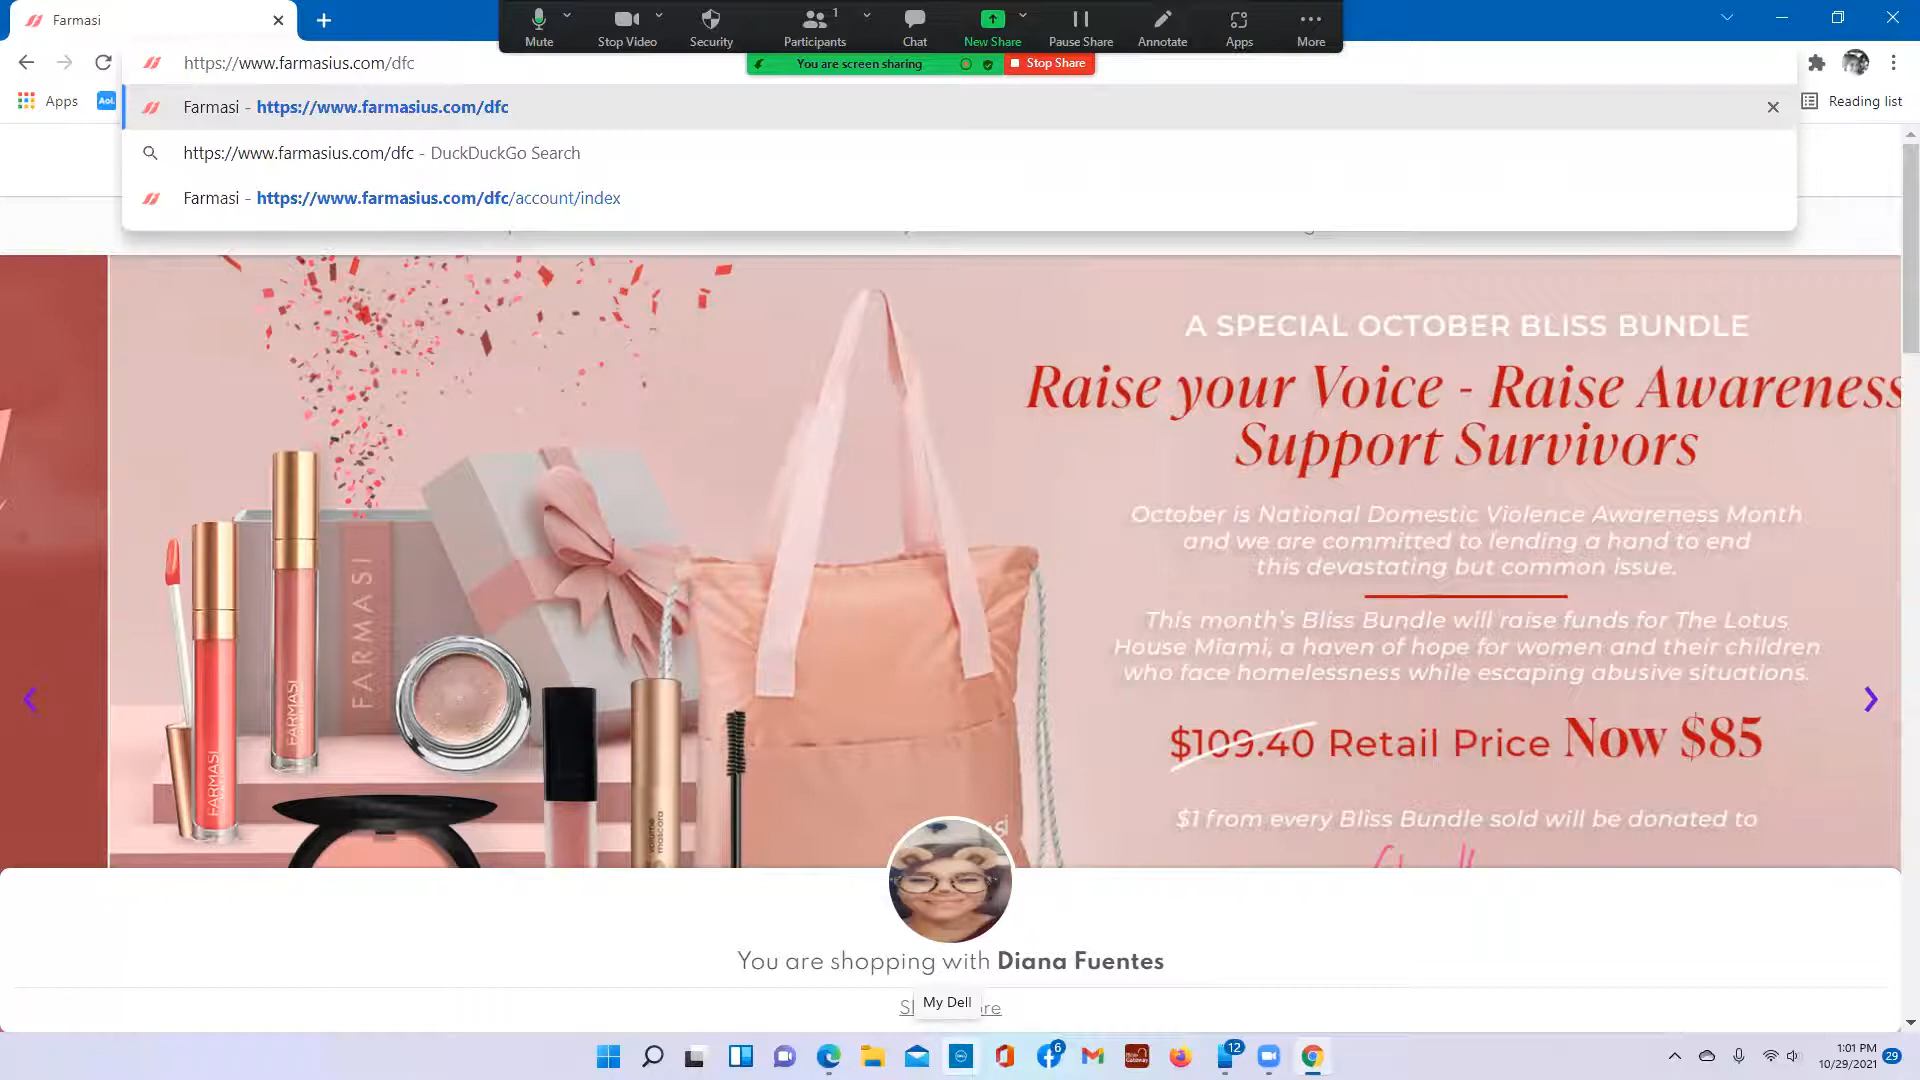 Farmasi
Mute
Stop Video
Security
1
Participants
Chat
New Share
Pause Share
Annotate
Apps
More
You are screen sharing
Stop Share
https://www.farmasius.com/dfc
Apps
Aol.
Reading list
Farmasi - https://www.farmasius.com/dfc
https://www.farmasius.com/dfc - DuckDuckGo Search
Farmasi - https://www.farmasius.com/dfc/account/index
A SPECIAL OCTOBER BLISS BUNDLE
Raise your Voice - Raise Awareness
Support Survivors
October is National Domestic Violence Awareness Month
and we are committed to lending a hand to end
this devastating but common issue.
This month's Bliss Bundle will raise funds for The Lotus
House Miami, a haven of hope for women and their children
who face homelessness while escaping abusive situations.
$109.40 Retail Price Now $85
$1 from every Bliss Bundle sold will be donated to
FARMASI
FARMASI
FARMASI
volume mascara
You are shopping with Diana Fuentes
My Dell
6
12
1:01 PM
10/29/2021
29